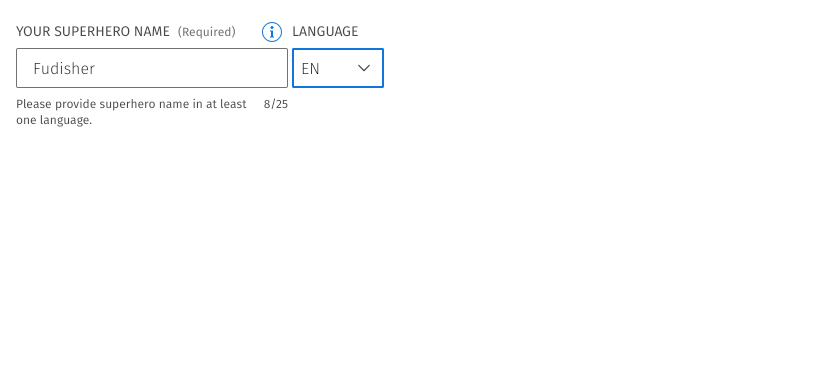 YOUR SUPERHERO NAME (Required) LANGUAGE
Fudisher EN
Please provide superhero name in at least 8/25
one language.